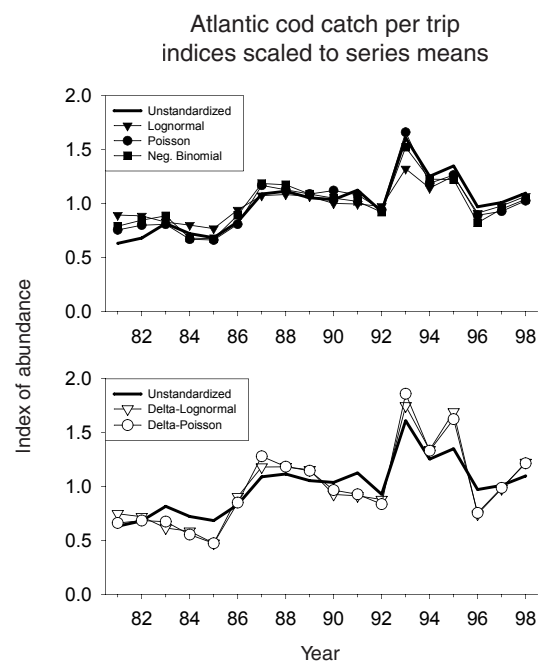 Atlantic cod catch per trip
indices scaled to series means
2.0
1.5
1.0
0.5
0.0
Unstandardized
Lognormal
Poisson
Neg. Binomial
82 84 86 88 90 92 94 96 98
Index of abundance
2.0
1.5
1.0
0.5
0.0
Unstandardized
Delta-Lognormal
Delta-Poisson
82 84 86 88 90 92 94 96 98
Year